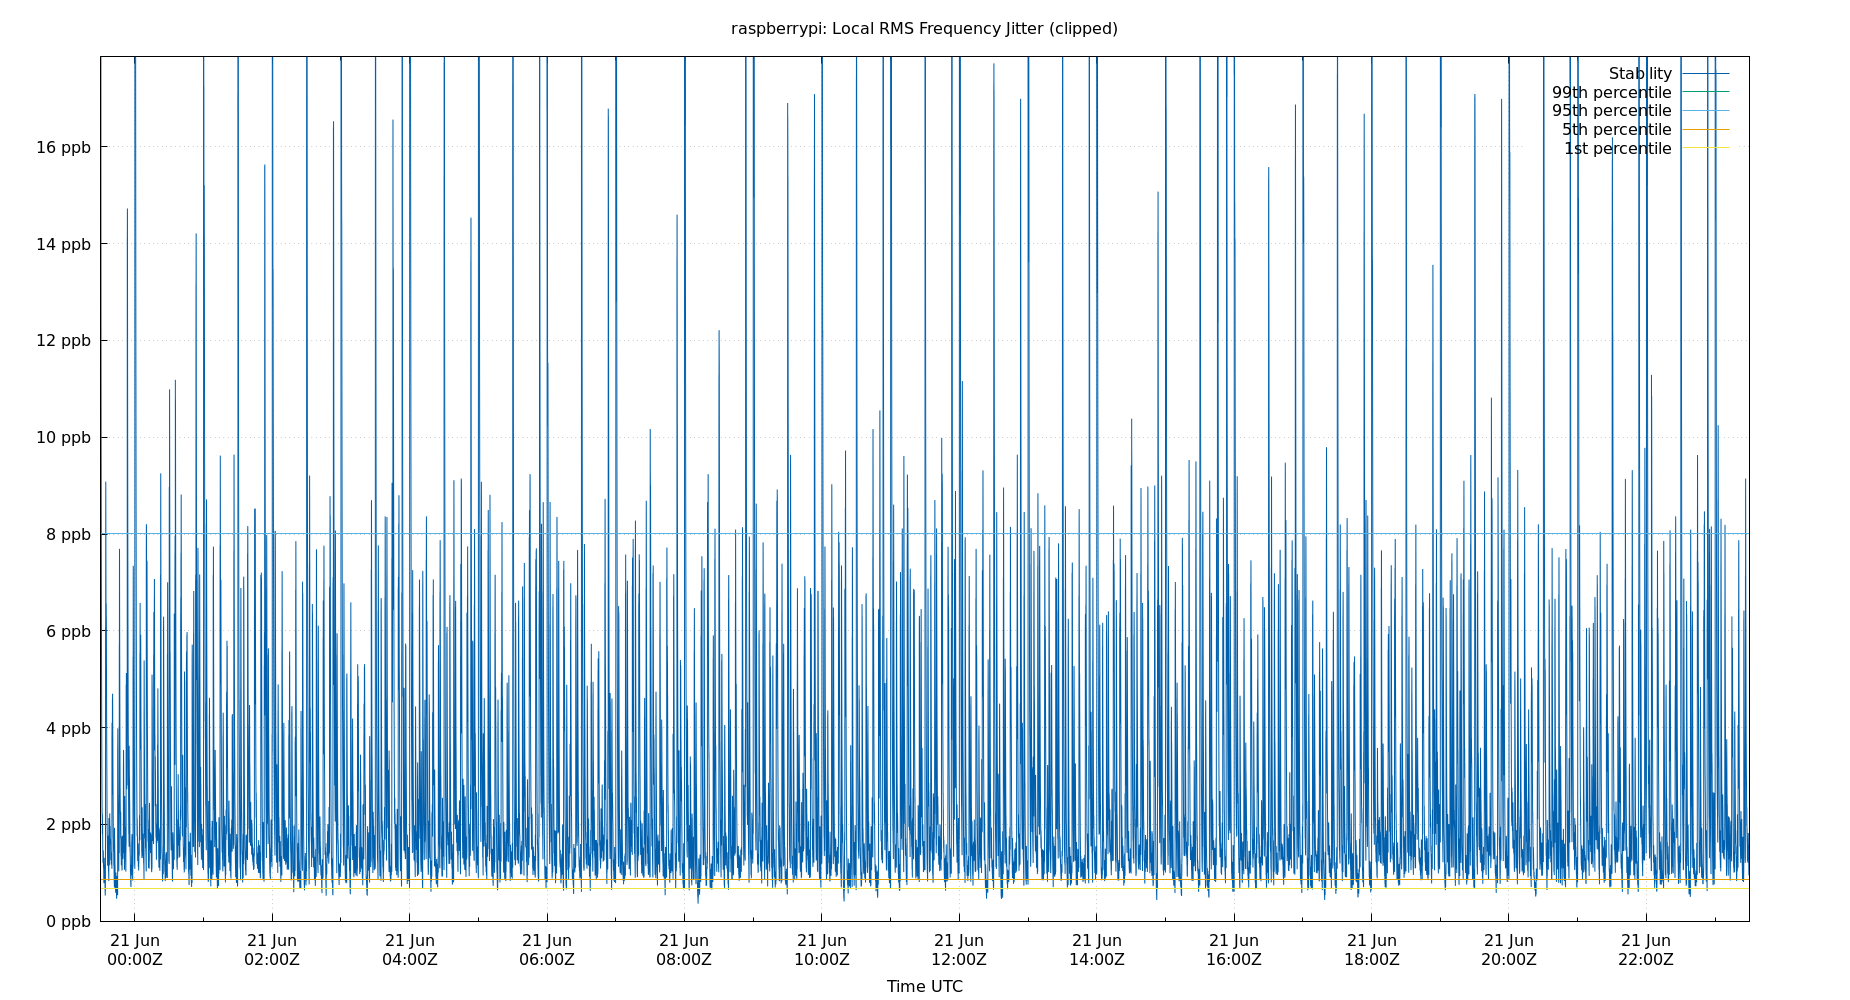 raspberrypi: Local RMS Frequency Jitter (clipped)
Stability
99th percentile
95th percentile
5th percentile
1st percentile
16 ppb
14 ppb
12 ppb
10 ppb
8 ppb
6 ppb
4 ppb
2 ppb
0 ppb
21 Jun 21 Jun 21 Jun 21 Jun 21 Jun 21 Jun 21 Jun 21 Jun 21 Jun 21 Jun 21 Jun 21 Jun
00:00Z 02:00Z 04:00Z 06:00Z 08:00Z 10:00Z 12:00Z 14:00Z 16:00Z 18:00Z 20:00Z 22:00Z
Time UTC